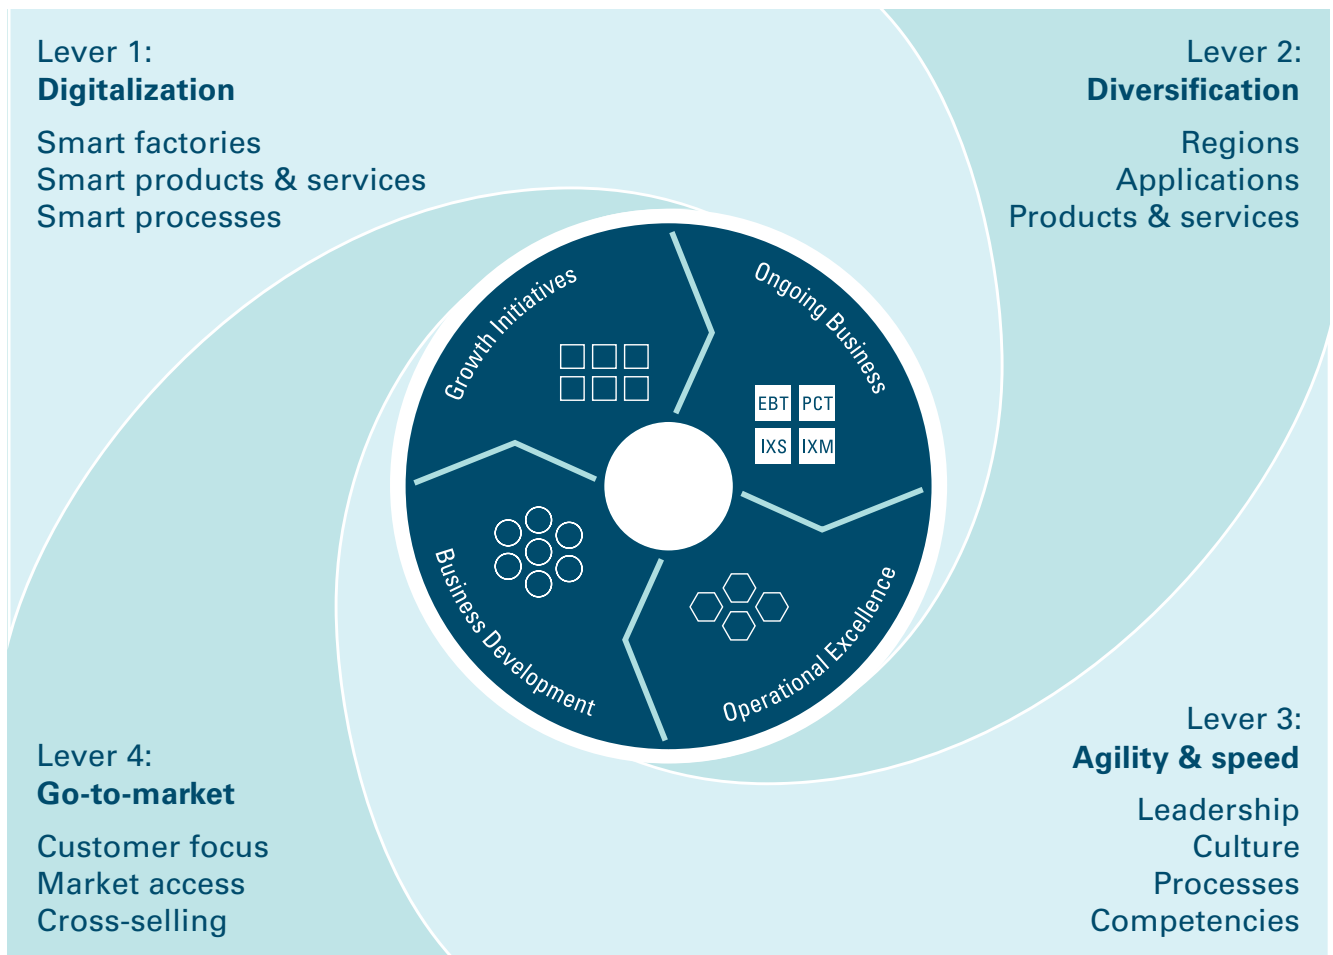 Lever 1:
Digitalization
Smart factories
Smart products & services
Smart processes
Lever 2:
Diversification
Regions
Applications
Products & services
Growth Initiatives
Ongoing Business
EBT PCT
IXS IXM
Business Development
Operational Excellence
Lever 4:
Go-to-market
Customer focus
Market access
Cross-selling
Lever 3:
Agility & speed
Leadership
Culture
Processes
Competencies